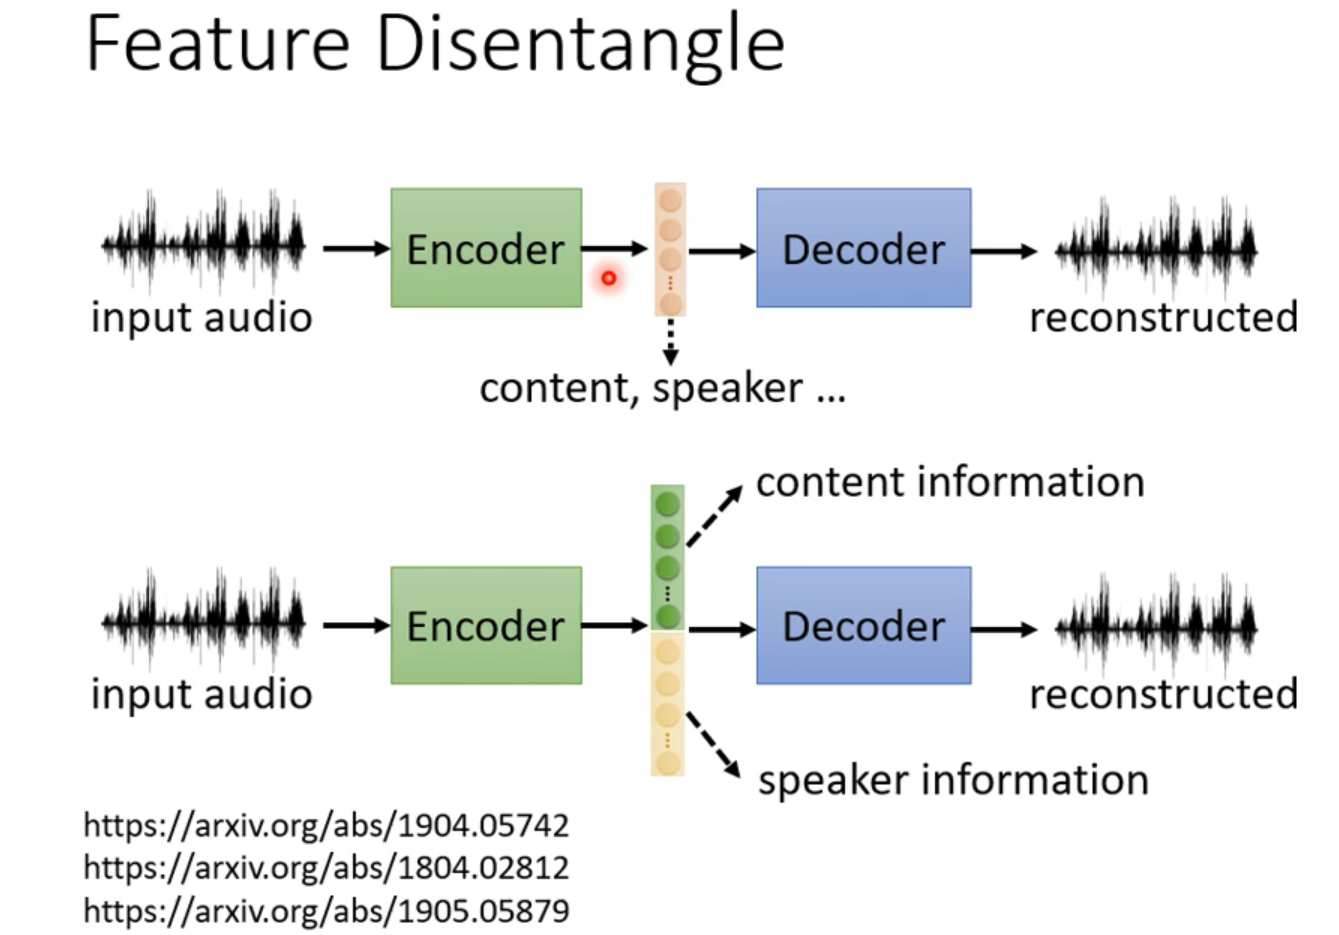 Feature Disentangle
Encoder
Decoder
input audio
reconstructed
content, speaker ...
content information
Encoder
Decoder
input audio
reconstructed
speaker information
https://arxiv.org/abs/1904.05742
https://arxiv.org/abs/1804.02812
https://arxiv.org/abs/1905.05879